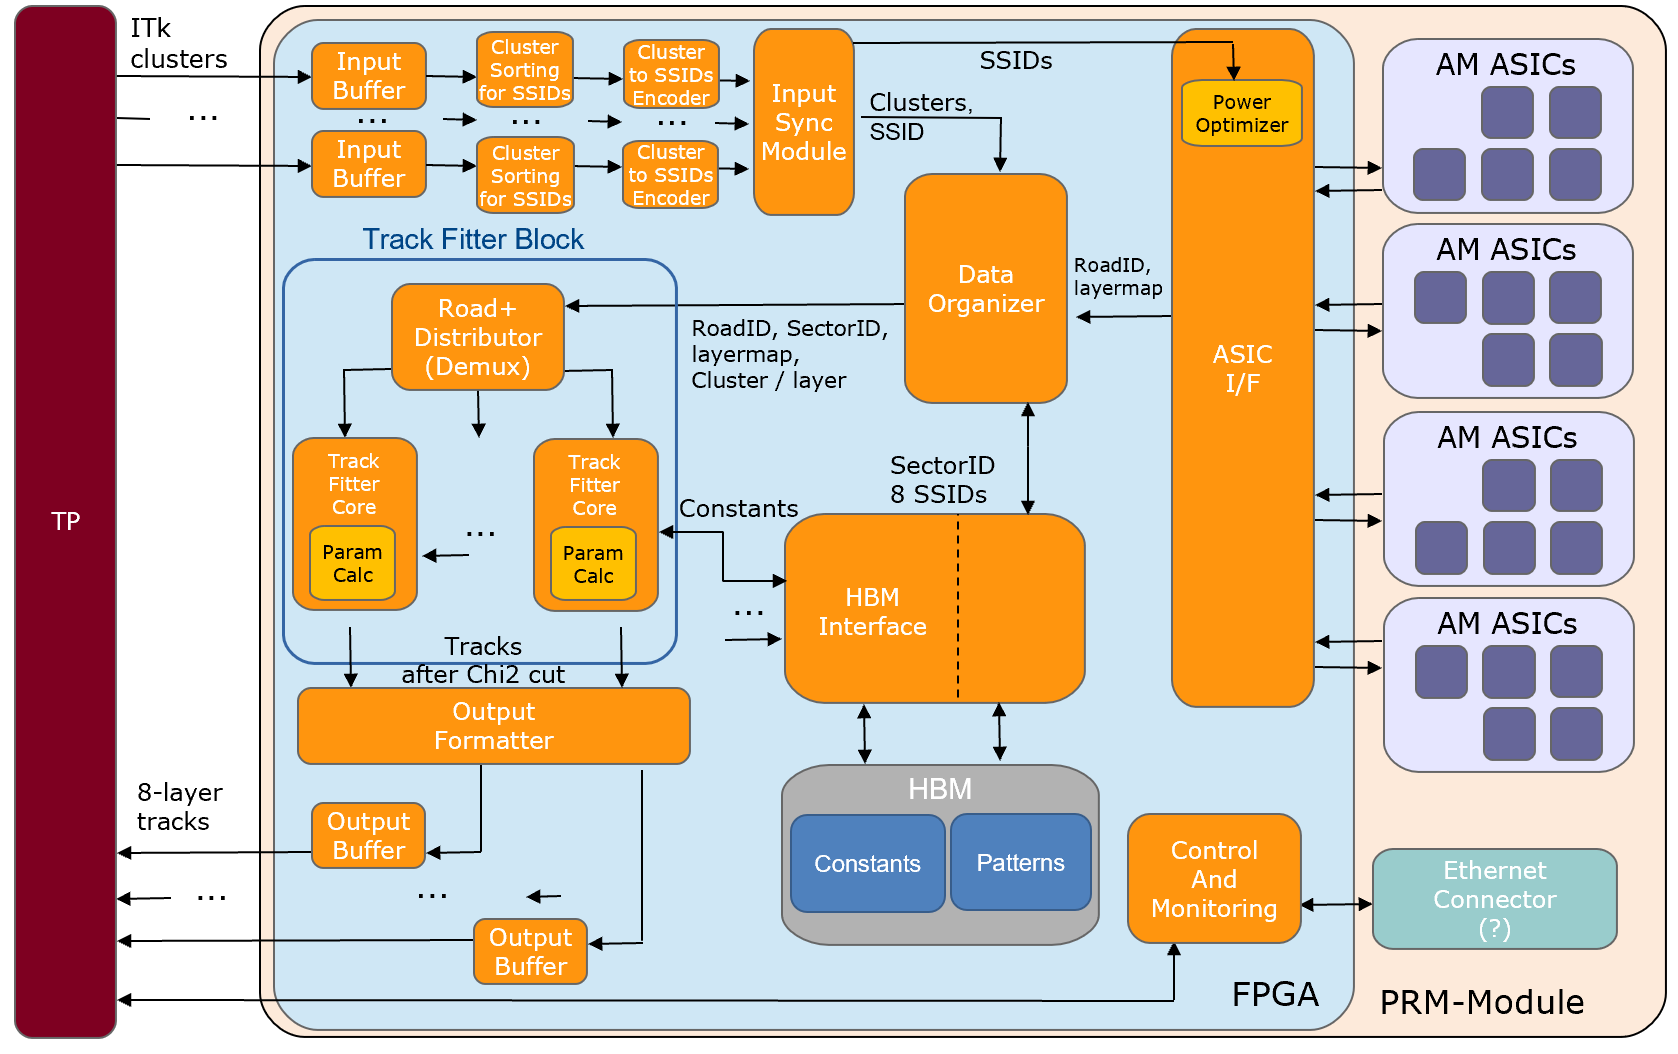 TP
ITk
clusters
...
Input
Buffer
...
Input
Buffer
Cluster
Sorting
for SSIDs
...
Cluster
Sorting
for SSIDs
Cluster
to SSIDs
Encoder
...
Cluster
to SSIDs
Encoder
Input
Sync
Module
SSIDs
Clusters,
SSID
Power
Optimizer
ASIC
I/F
AM ASICs
AM ASICs
AM ASICs
AM ASICs
Data
Organizer
RoadID,
layermap
Track Fitter Block
Road+
Distributor
(Demux)
RoadID, SectorID,
layermap,
Cluster / layer
Track
Fitter
Core
Param
Calc
...
Track
Fitter
Core
Param
Calc
Constants
SectorID
8 SSIDs
HBM
Interface
...
Tracks
after Chi2 cut
Output
Formatter
HBM
Constants
Patterns
8-layer
tracks
Output
Buffer
...
...
Output
Buffer
Control
And
Monitoring
Ethernet
Connector
(?)
FPGA
PRM-Module